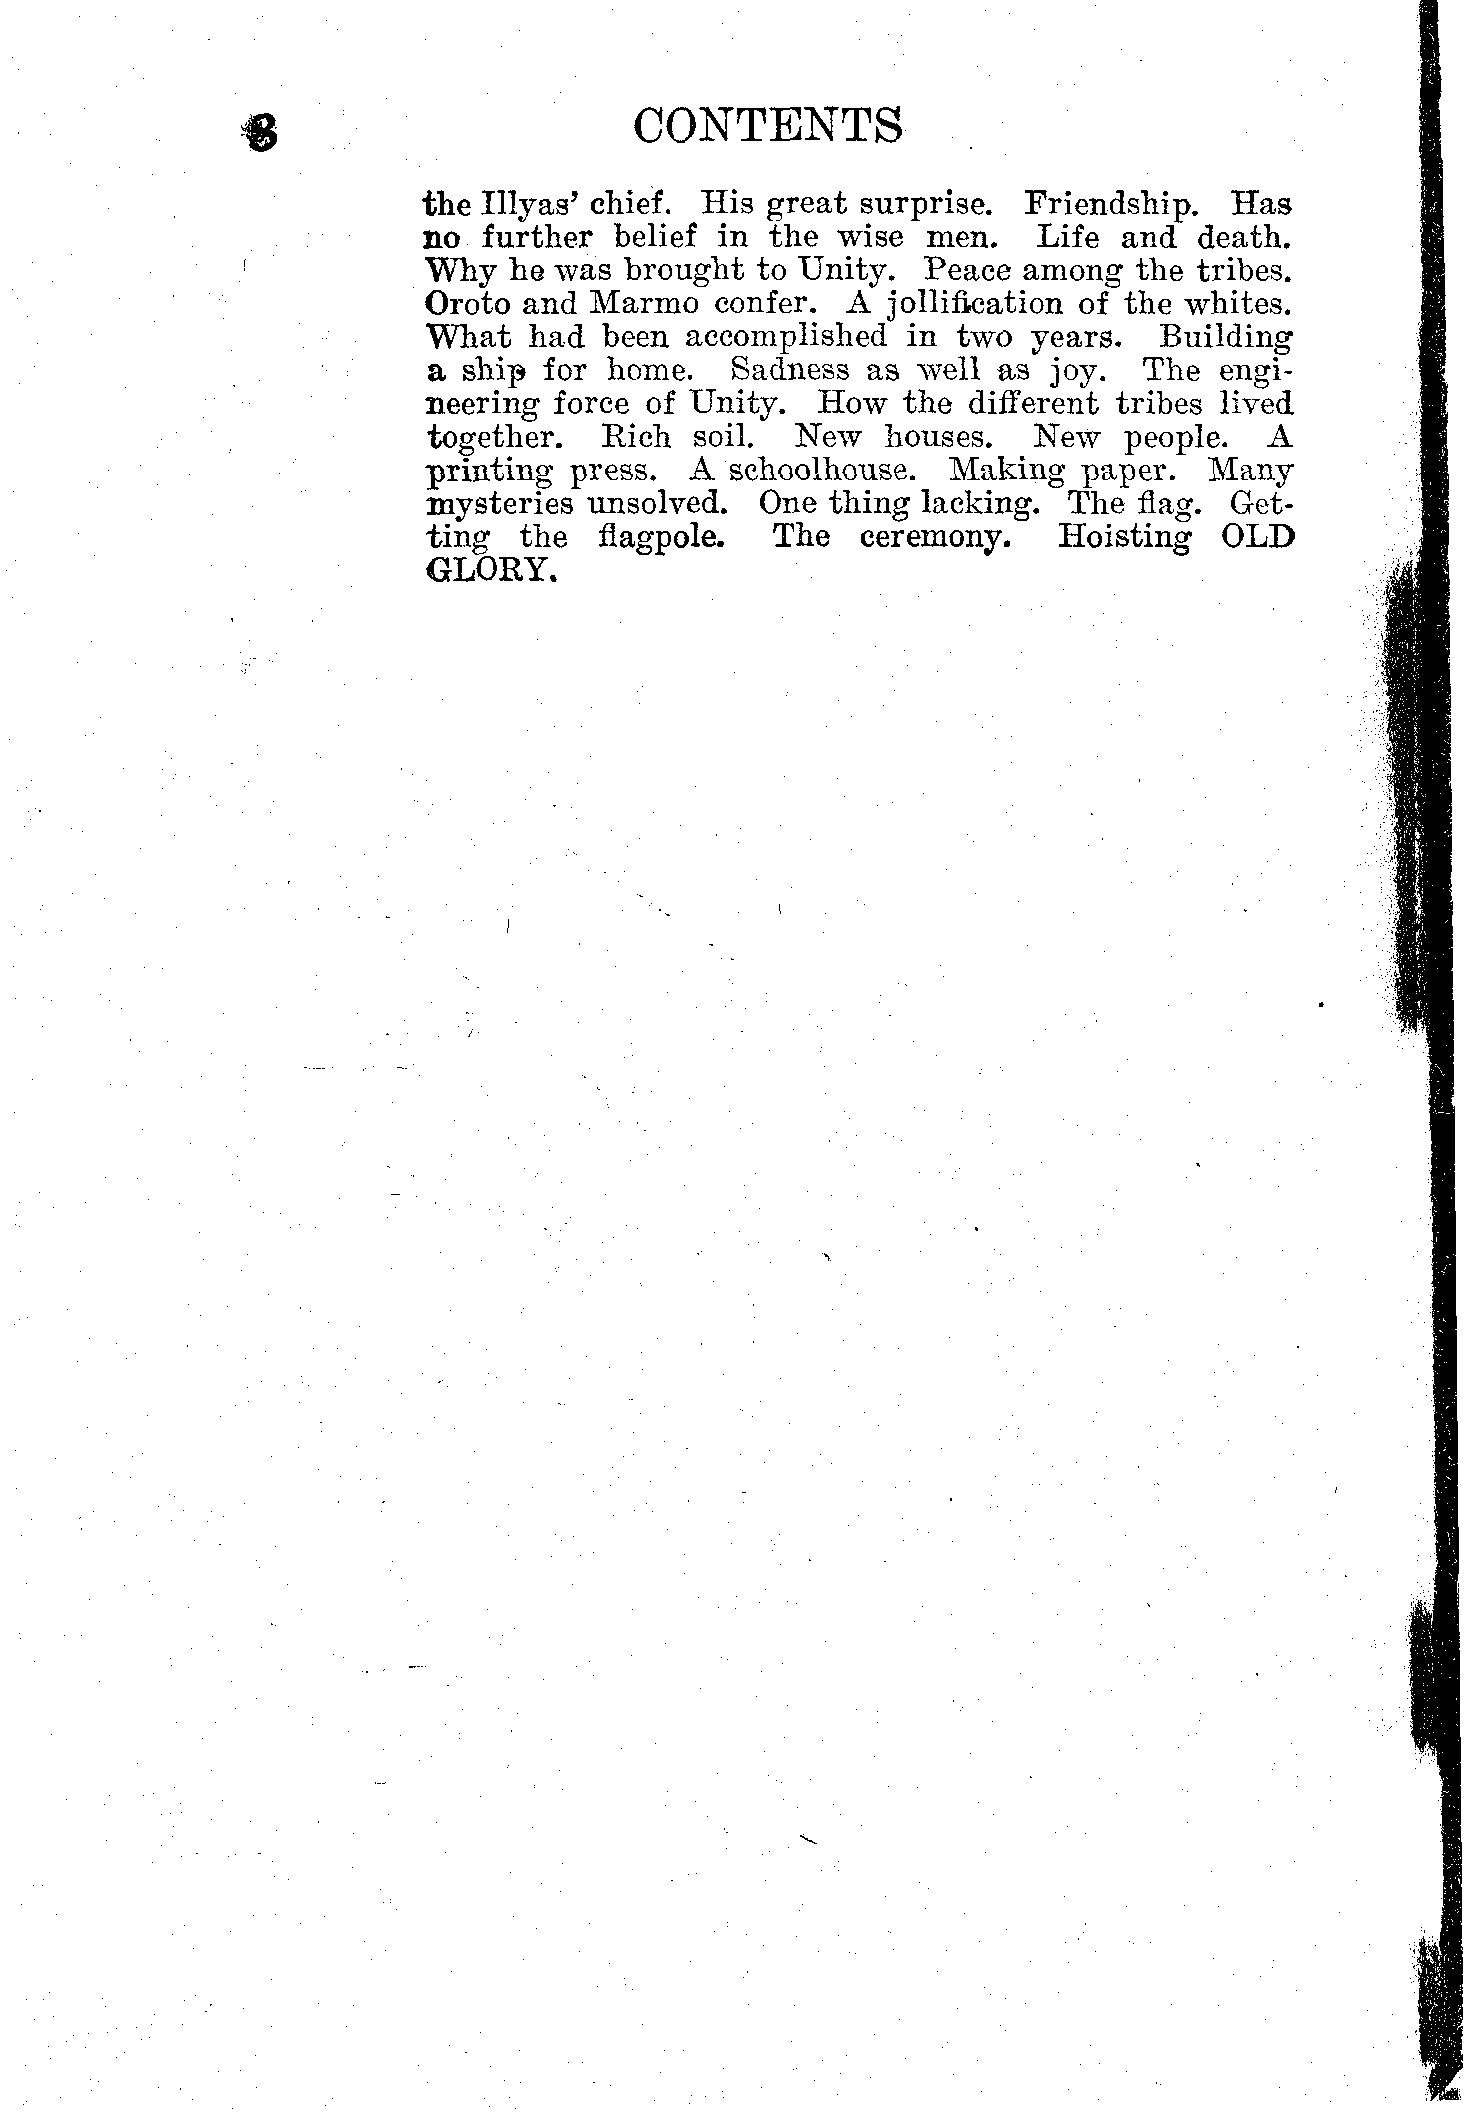 8 CONTENTS
the Illyas' chief. His great surprise. Friendship. Has
no further belief in the wise men. Life and death.
Why he was brought to Unity. Peace among the tribes.
Oroto and Marmo confer. A jollification of the whites.
What had been accomplished in two years. Building
a ship for home. Sadness as well as joy. The engi-
neering force of Unity. How the different tribes lived
together. Rich soil. New houses. New people. A
printing press. A schoolhouse. Making paper. Many
mysteries unsolved. One thing lacking. The flag. Get-
ting the flagpole. The ceremony. Hoisting OLD
GLORY.